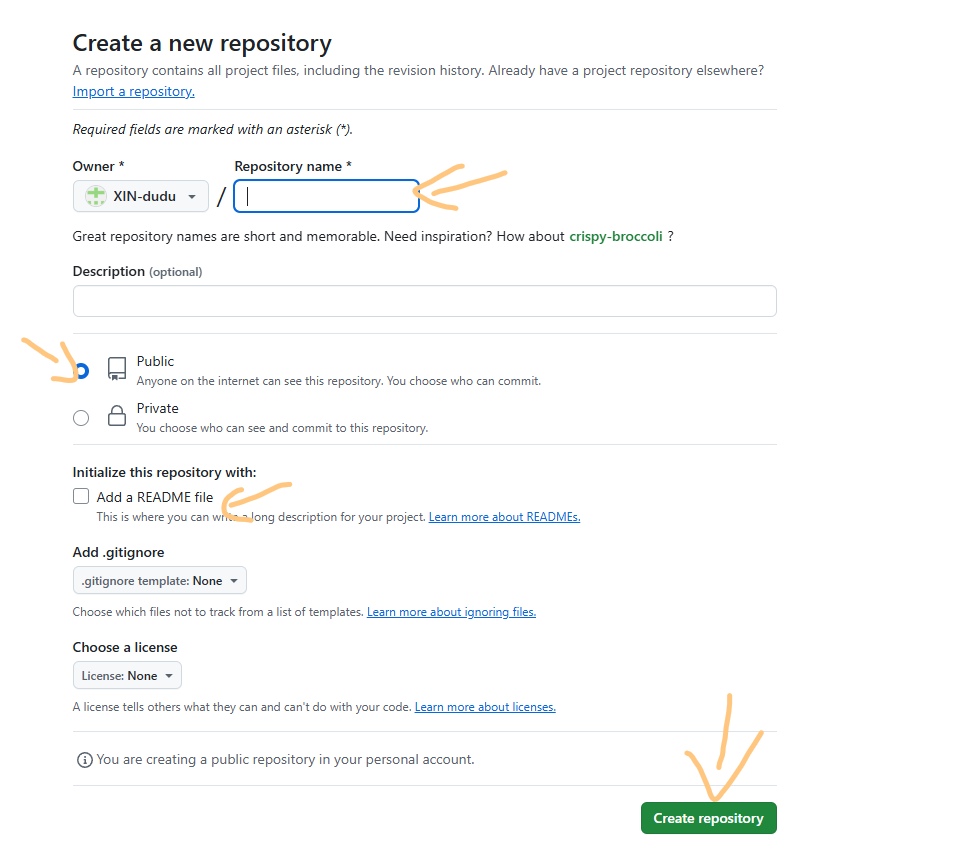 Create a new repository
A repository contains all project files, including the revision history. Already have a project repository elsewhere?
Import a repository.
Required fields are marked with an asterisk (*).
Owner * Repository name *
XIN-dudu /
Great repository names are short and memorable. Need inspiration? How about crispy-broccoli ?
Description (optional)
Public
Anyone on the internet can see this repository. You choose who can commit.
Private
You choose who can see and commit to this repository.
Initialize this repository with:
Add a README file
This is where you can write a long description for your project. Learn more about READMEs.
Add .gitignore
.gitignore template: None
Choose which files not to track from a list of templates. Learn more about ignoring files.
Choose a license
License: None
A license tells others what they can and can't do with your code. Learn more about licenses.
You are creating a public repository in your personal account.
Create repository